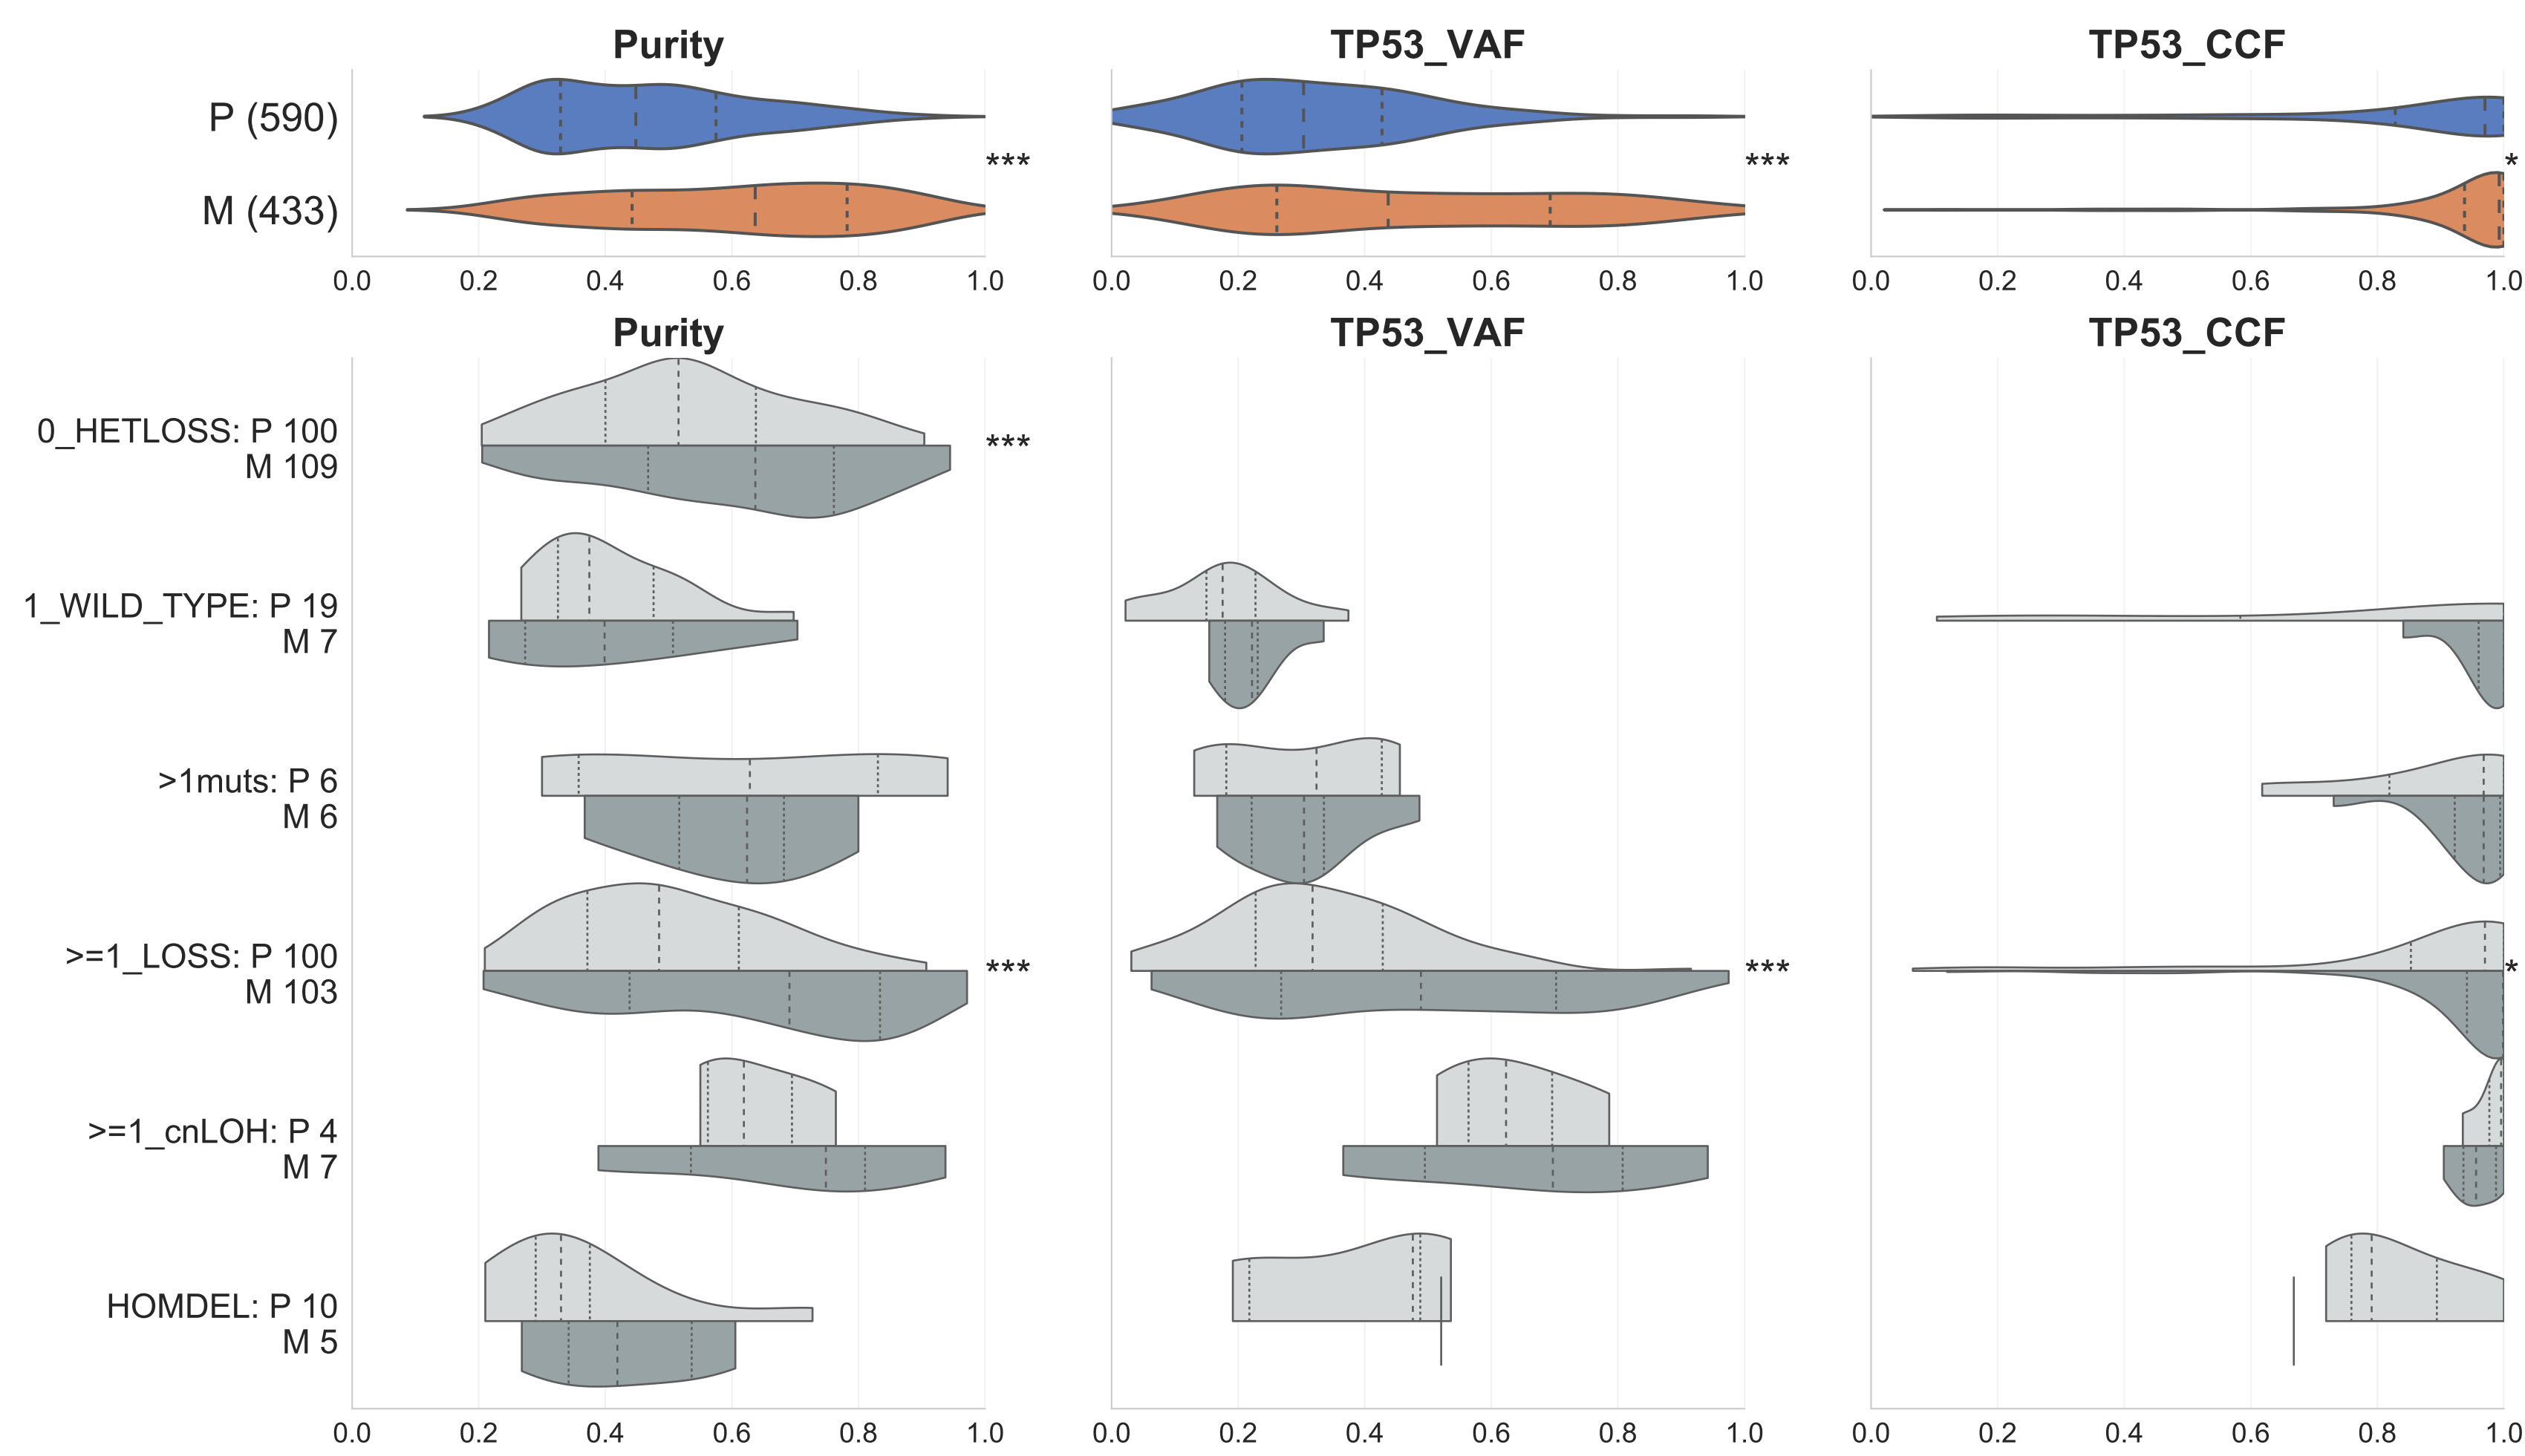 Purity TP53_VAF TP53_CCF
P (590)
*** *** *
M (433)
0.0 0.2 0.4 0.6 0.8 1.0 0.0 0.2 0.4 0.6 0.8 1.0 0.0 0.2 0.4 0.6 0.8 1.0
Purity TP53_VAF TP53_CCF
0_HETLOSS: P 100
***
M 109
1_WILD_TYPE: P 19
M 7
>1muts: P 6
M 6
>=1_LOSS: P 100
*** *** *
M 103
>=1_cnLOH: P 4
M 7
HOMDEL: P 10
M 5
0.0 0.2 0.4 0.6 0.8 1.0 0.0 0.2 0.4 0.6 0.8 1.0 0.0 0.2 0.4 0.6 0.8 1.0